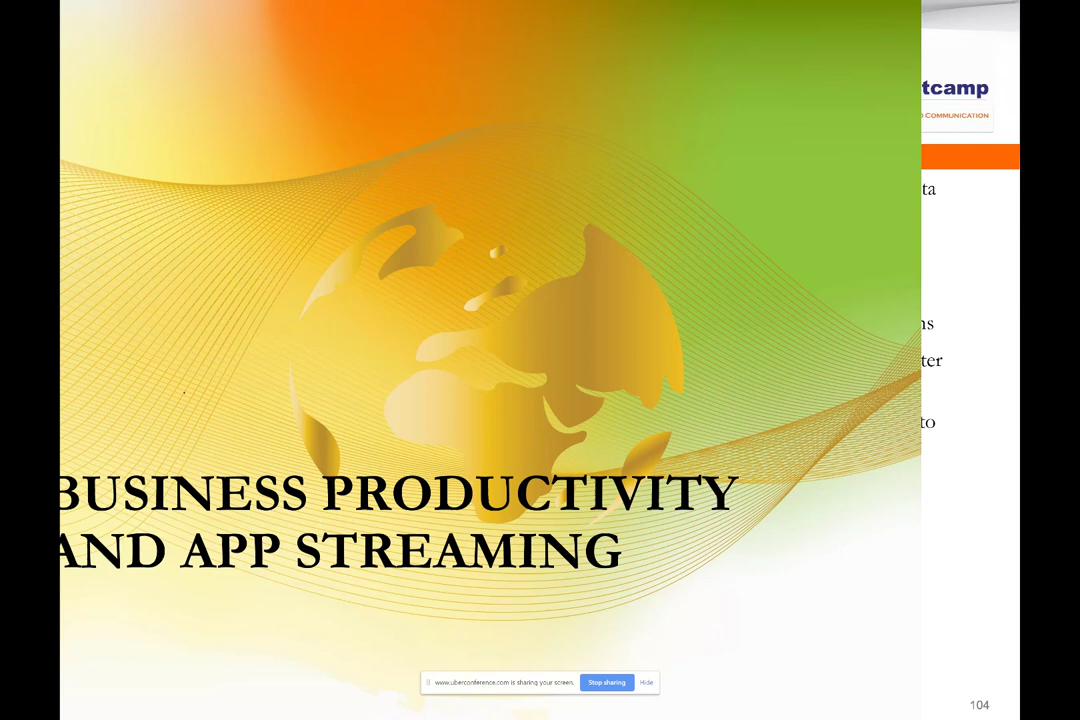 tcamp
COMMUNICATION
ta
ns
ter
to
BUSINESS PRODUCTIVITY
AND APP STREAMING
www.uberconference.com is sharing your screen. Stop sharing Hide
104